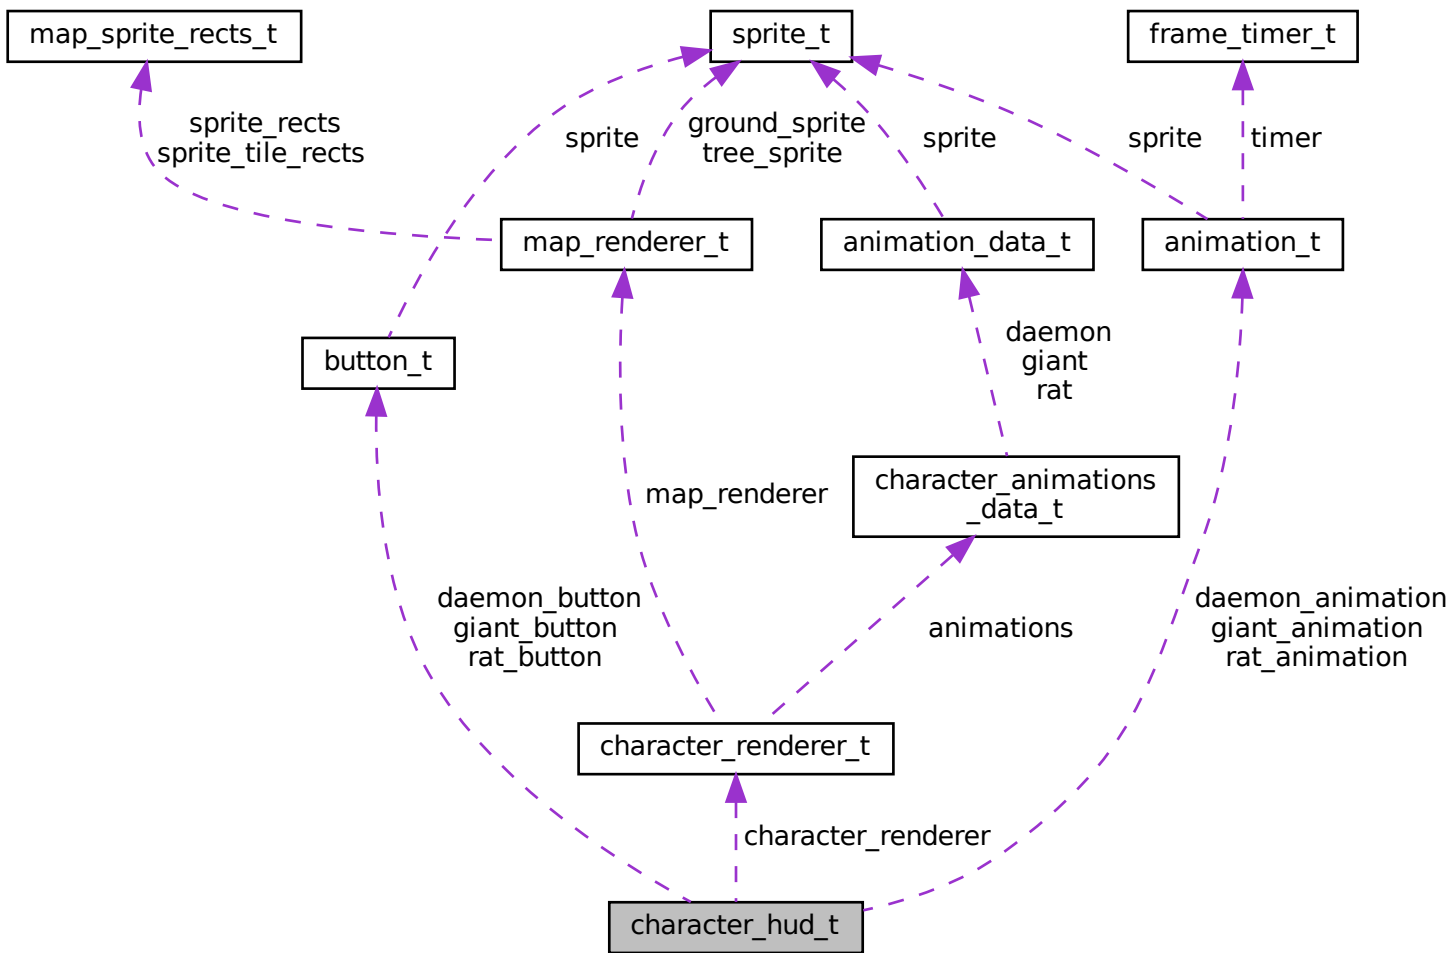 map_sprite_rects_t
sprite_t
frame_timer_t
sprite_rects
sprite_tile_rects
sprite
ground_sprite
tree_sprite
sprite
sprite
timer
map_renderer_t
animation_data_t
animation_t
button_t
daemon
giant
rat
map_renderer
character_animations
_data_t
daemon_button
giant_button
rat_button
animations
daemon_animation
giant_animation
rat_animation
character_renderer_t
character_renderer
character_hud_t